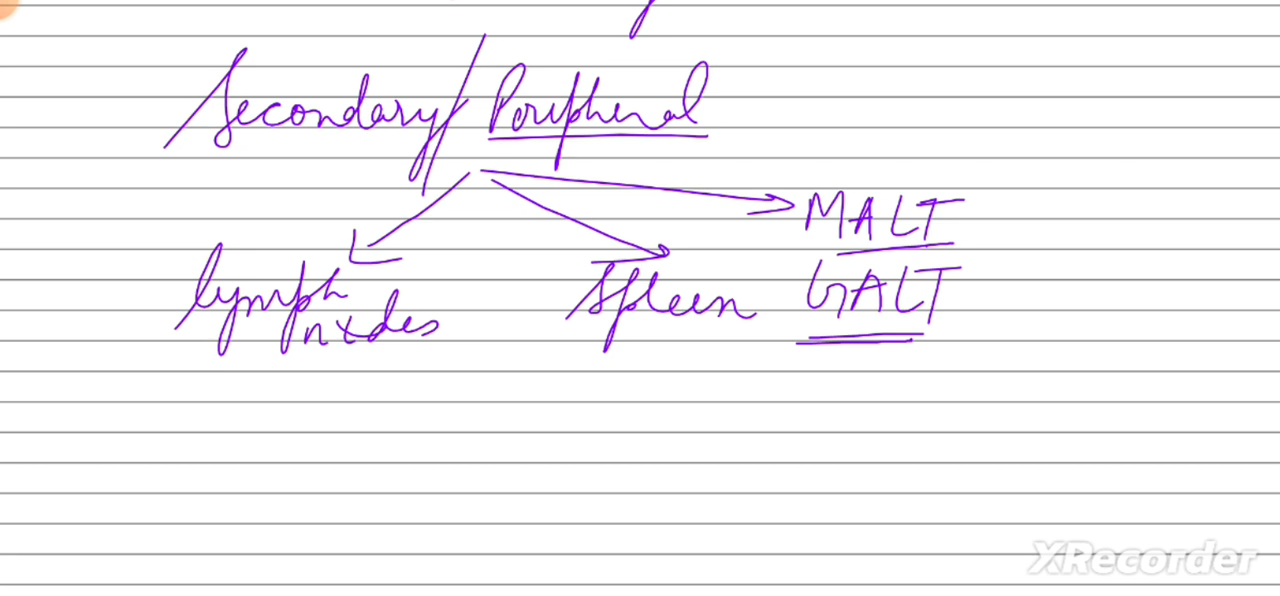 Secondary/Peripheral
MALT
lymph nodes
Spleen GALT
XRecorder